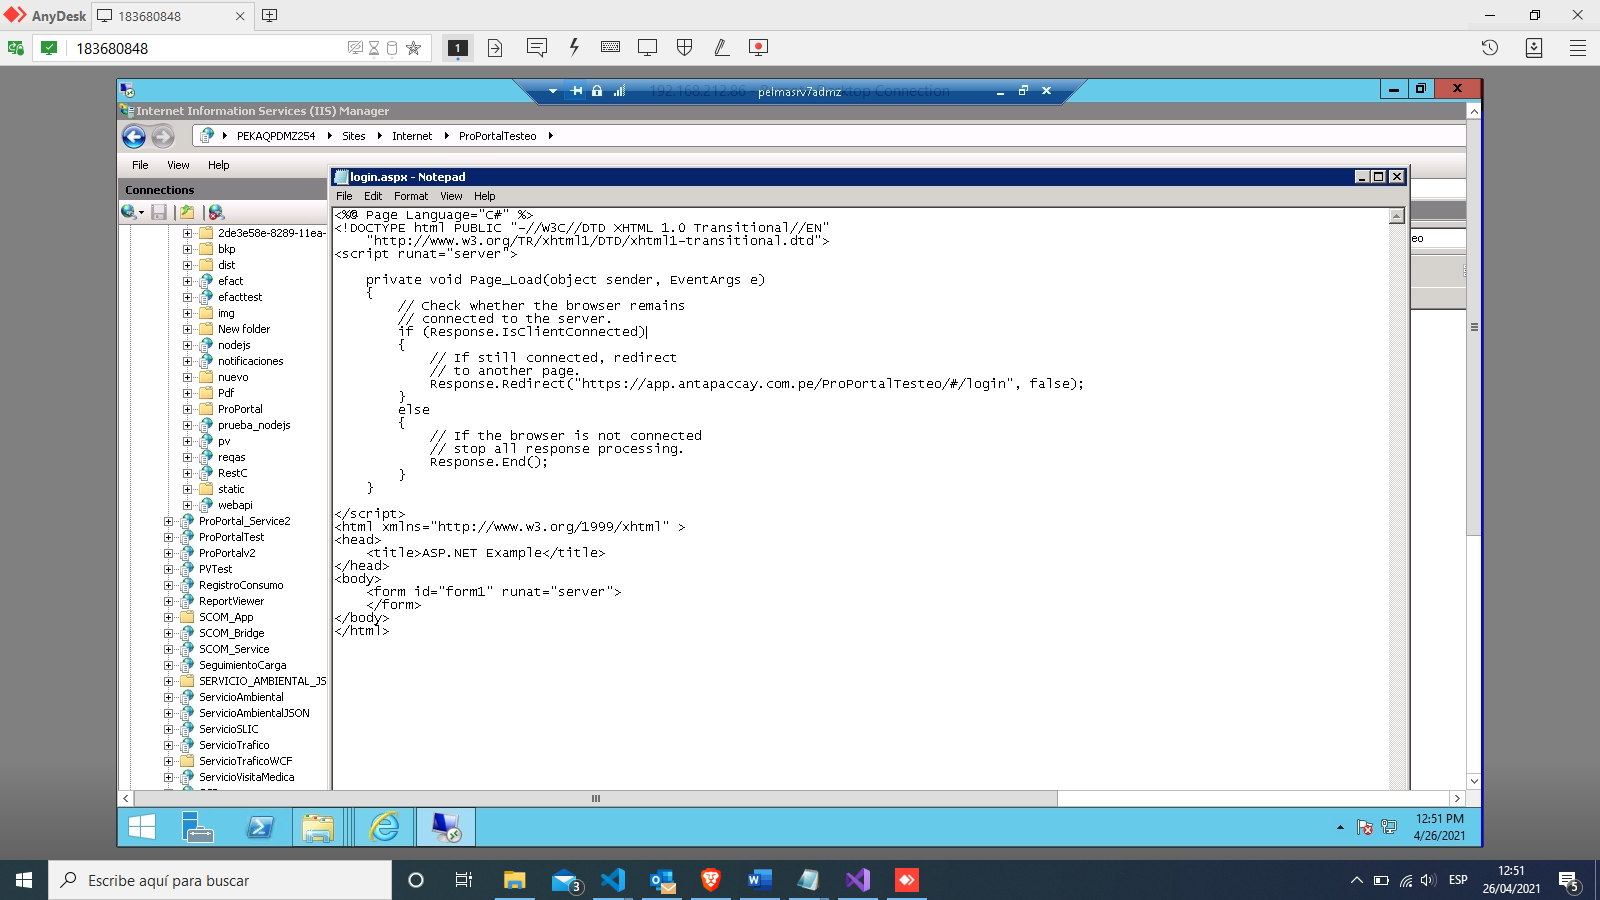 AnyDesk
183680848
183680848
1
192.168.212.86 -
pelmasrv7admz
Connection
Internet Information Services (IIS) Manager
PEKAQPDMZ254
Sites
Internet
ProPortalTesteo
File View Help
Connections
2de3e58e-8289-11ea-
bkp
dist
efact
efacttest
img
New folder
nodejs
notificaciones
nuevo
Pdf
ProPortal
prueba_nodejs
pv
reqas
RestC
static
webapi
ProPortal_Service2
ProPortalTest
ProPortalv2
PVTest
RegistroConsumo
ReportViewer
SCOM_App
SCOM_Bridge
SCOM_Service
SeguimientoCarga
SERVICIO_AMBIENTAL_JS
ServicioAmbiental
ServicioAmbientalJSON
ServicioSLIC
ServicioTrafico
ServicioTraficoWCF
ServicioVisitaMedica
login.aspx - Notepad
File Edit Format View Help
<%@ Page Language="C#" %>
<!DOCTYPE html PUBLIC "-//W3C//DTD XHTML 1.0 Transitional//EN"
"http://www.w3.org/TR/xhtml1/DTD/xhtml1-transitional.dtd">
<script runat="server">
private void Page_Load(object sender, EventArgs e)
{
// Check whether the browser remains
// connected to the server.
if (Response.IsClientConnected)
{
// If still connected, redirect
// to another page.
Response.Redirect("https://app.antapaccay.com.pe/ProPortalTesteo/#/login", false);
}
else
{
// If the browser is not connected
// stop all response processing.
Response.End();
}
}
</script>
<html xmlns="http://www.w3.org/1999/xhtml" >
<head>
<title>ASP.NET Example</title>
</head>
<body>
<form id="form1" runat="server">
</form>
</body>
</html>
eo
12:51 PM
4/26/2021
Escribe aquí para buscar
3
ESP
12:51
26/04/2021
5